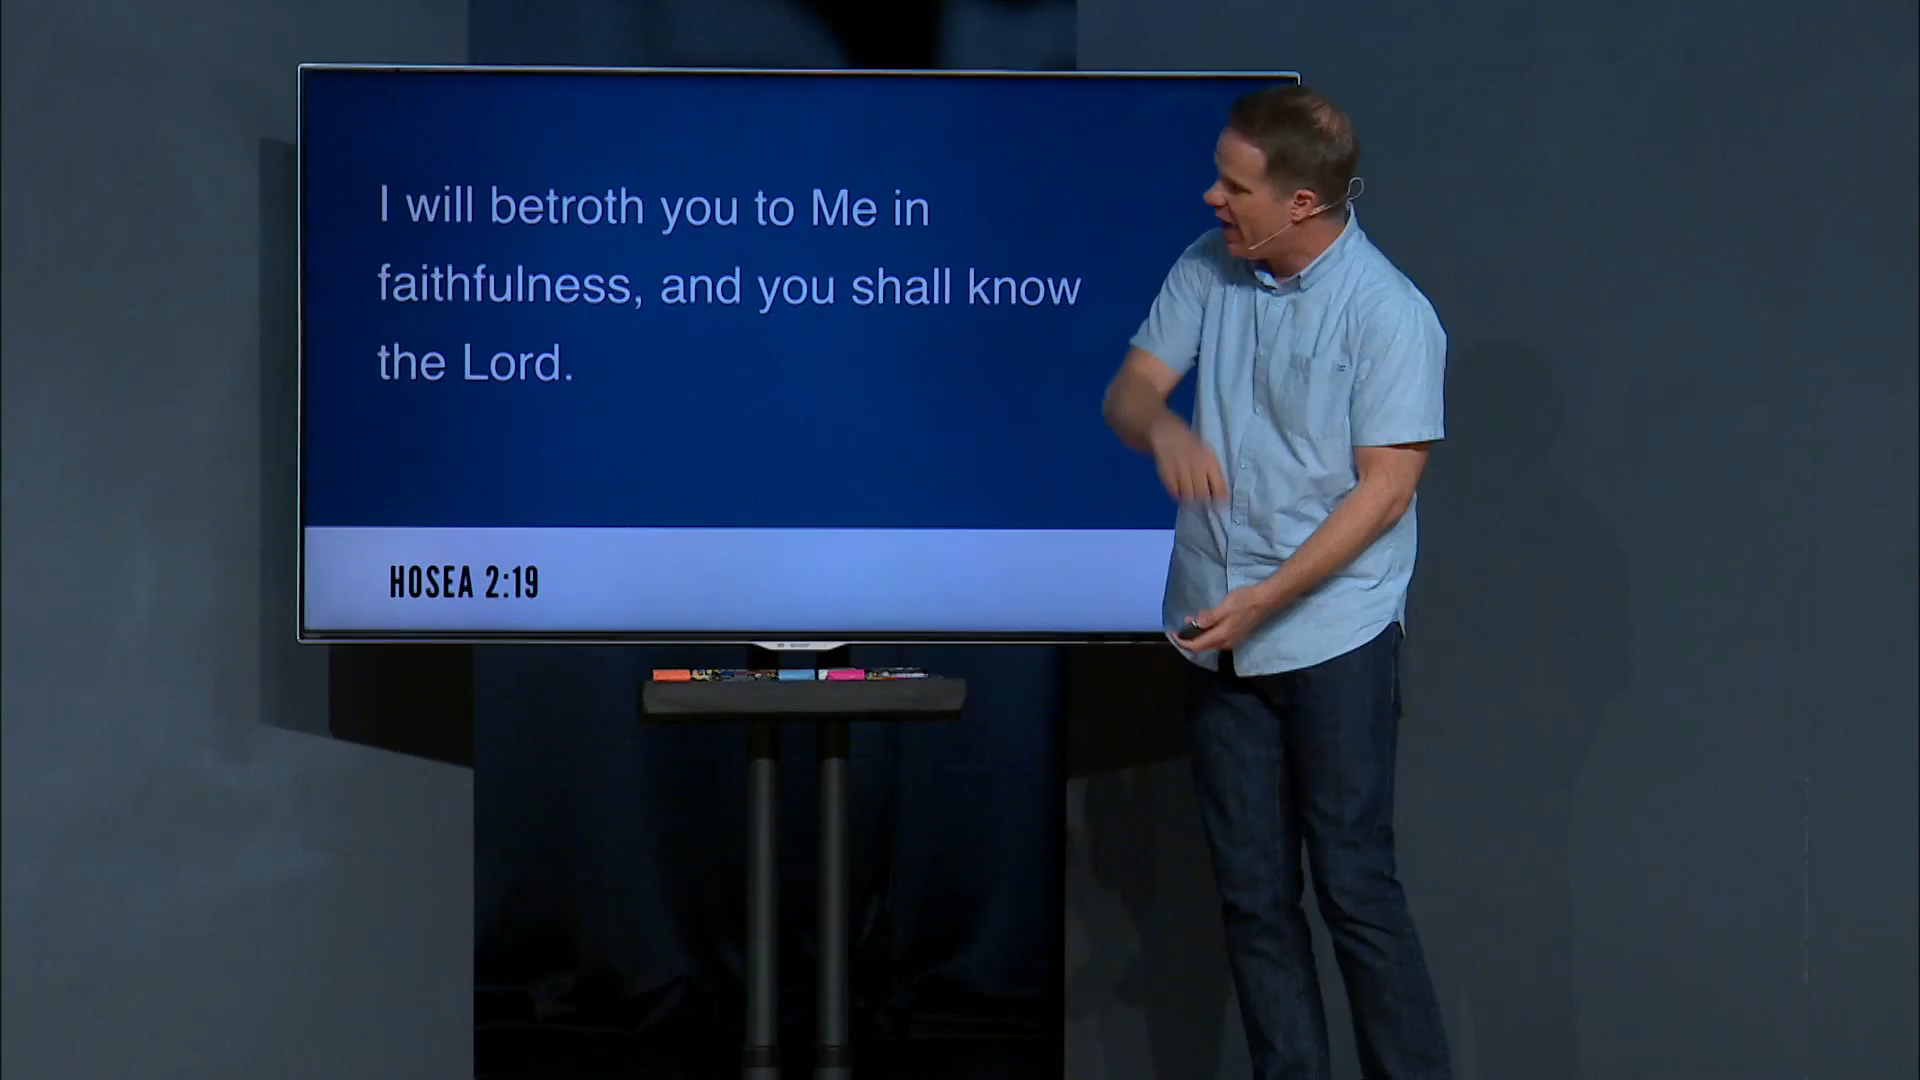 I will betroth you to Me in
faithfulness, and you shall know
the Lord.
HOSEA 2:19